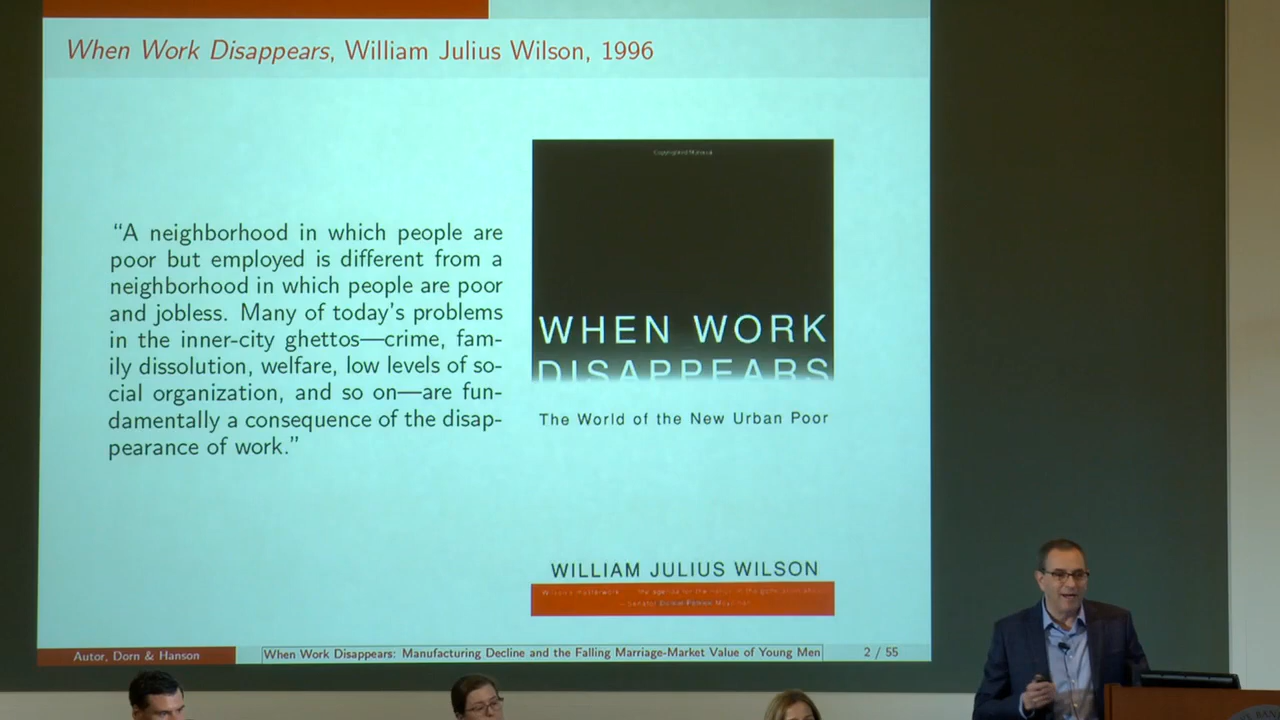 When Work Disappears, William Julius Wilson, 1996
“A neighborhood in which people are
poor but employed is different from a
neighborhood in which people are poor
and jobless. Many of today’s problems
in the inner-city ghettos—crime, fam-
ily dissolution, welfare, low levels of so-
cial organization, and so on—are fun-
damentally a consequence of the disap-
pearance of work.”
Copyrighted Material
WHEN WORK
DISAPPEARS
The World of the New Urban Poor
WILLIAM JULIUS WILSON
Autor, Dorn & Hanson
When Work Disappears: Manufacturing Decline and the Falling Marriage-Market Value of Young Men
2 / 55